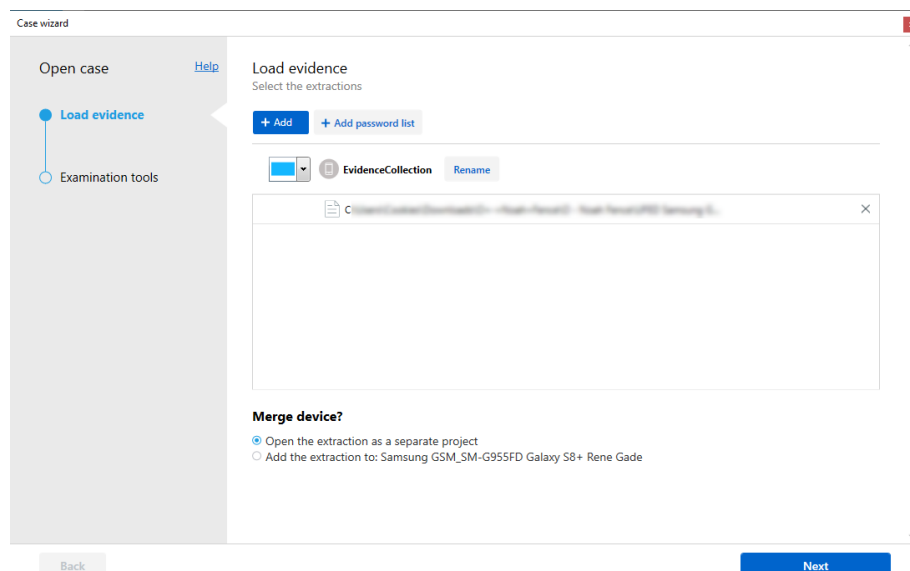 Case wizard
Open case
Help
Load evidence
Examination tools
Load evidence
Select the extractions
+ Add
+ Add password list
EvidenceCollection
Rename
C
Merge device?
Open the extraction as a separate project
Add the extraction to: Samsung GSM_SM-G955FD Galaxy S8+ Rene Gade
Back
Next